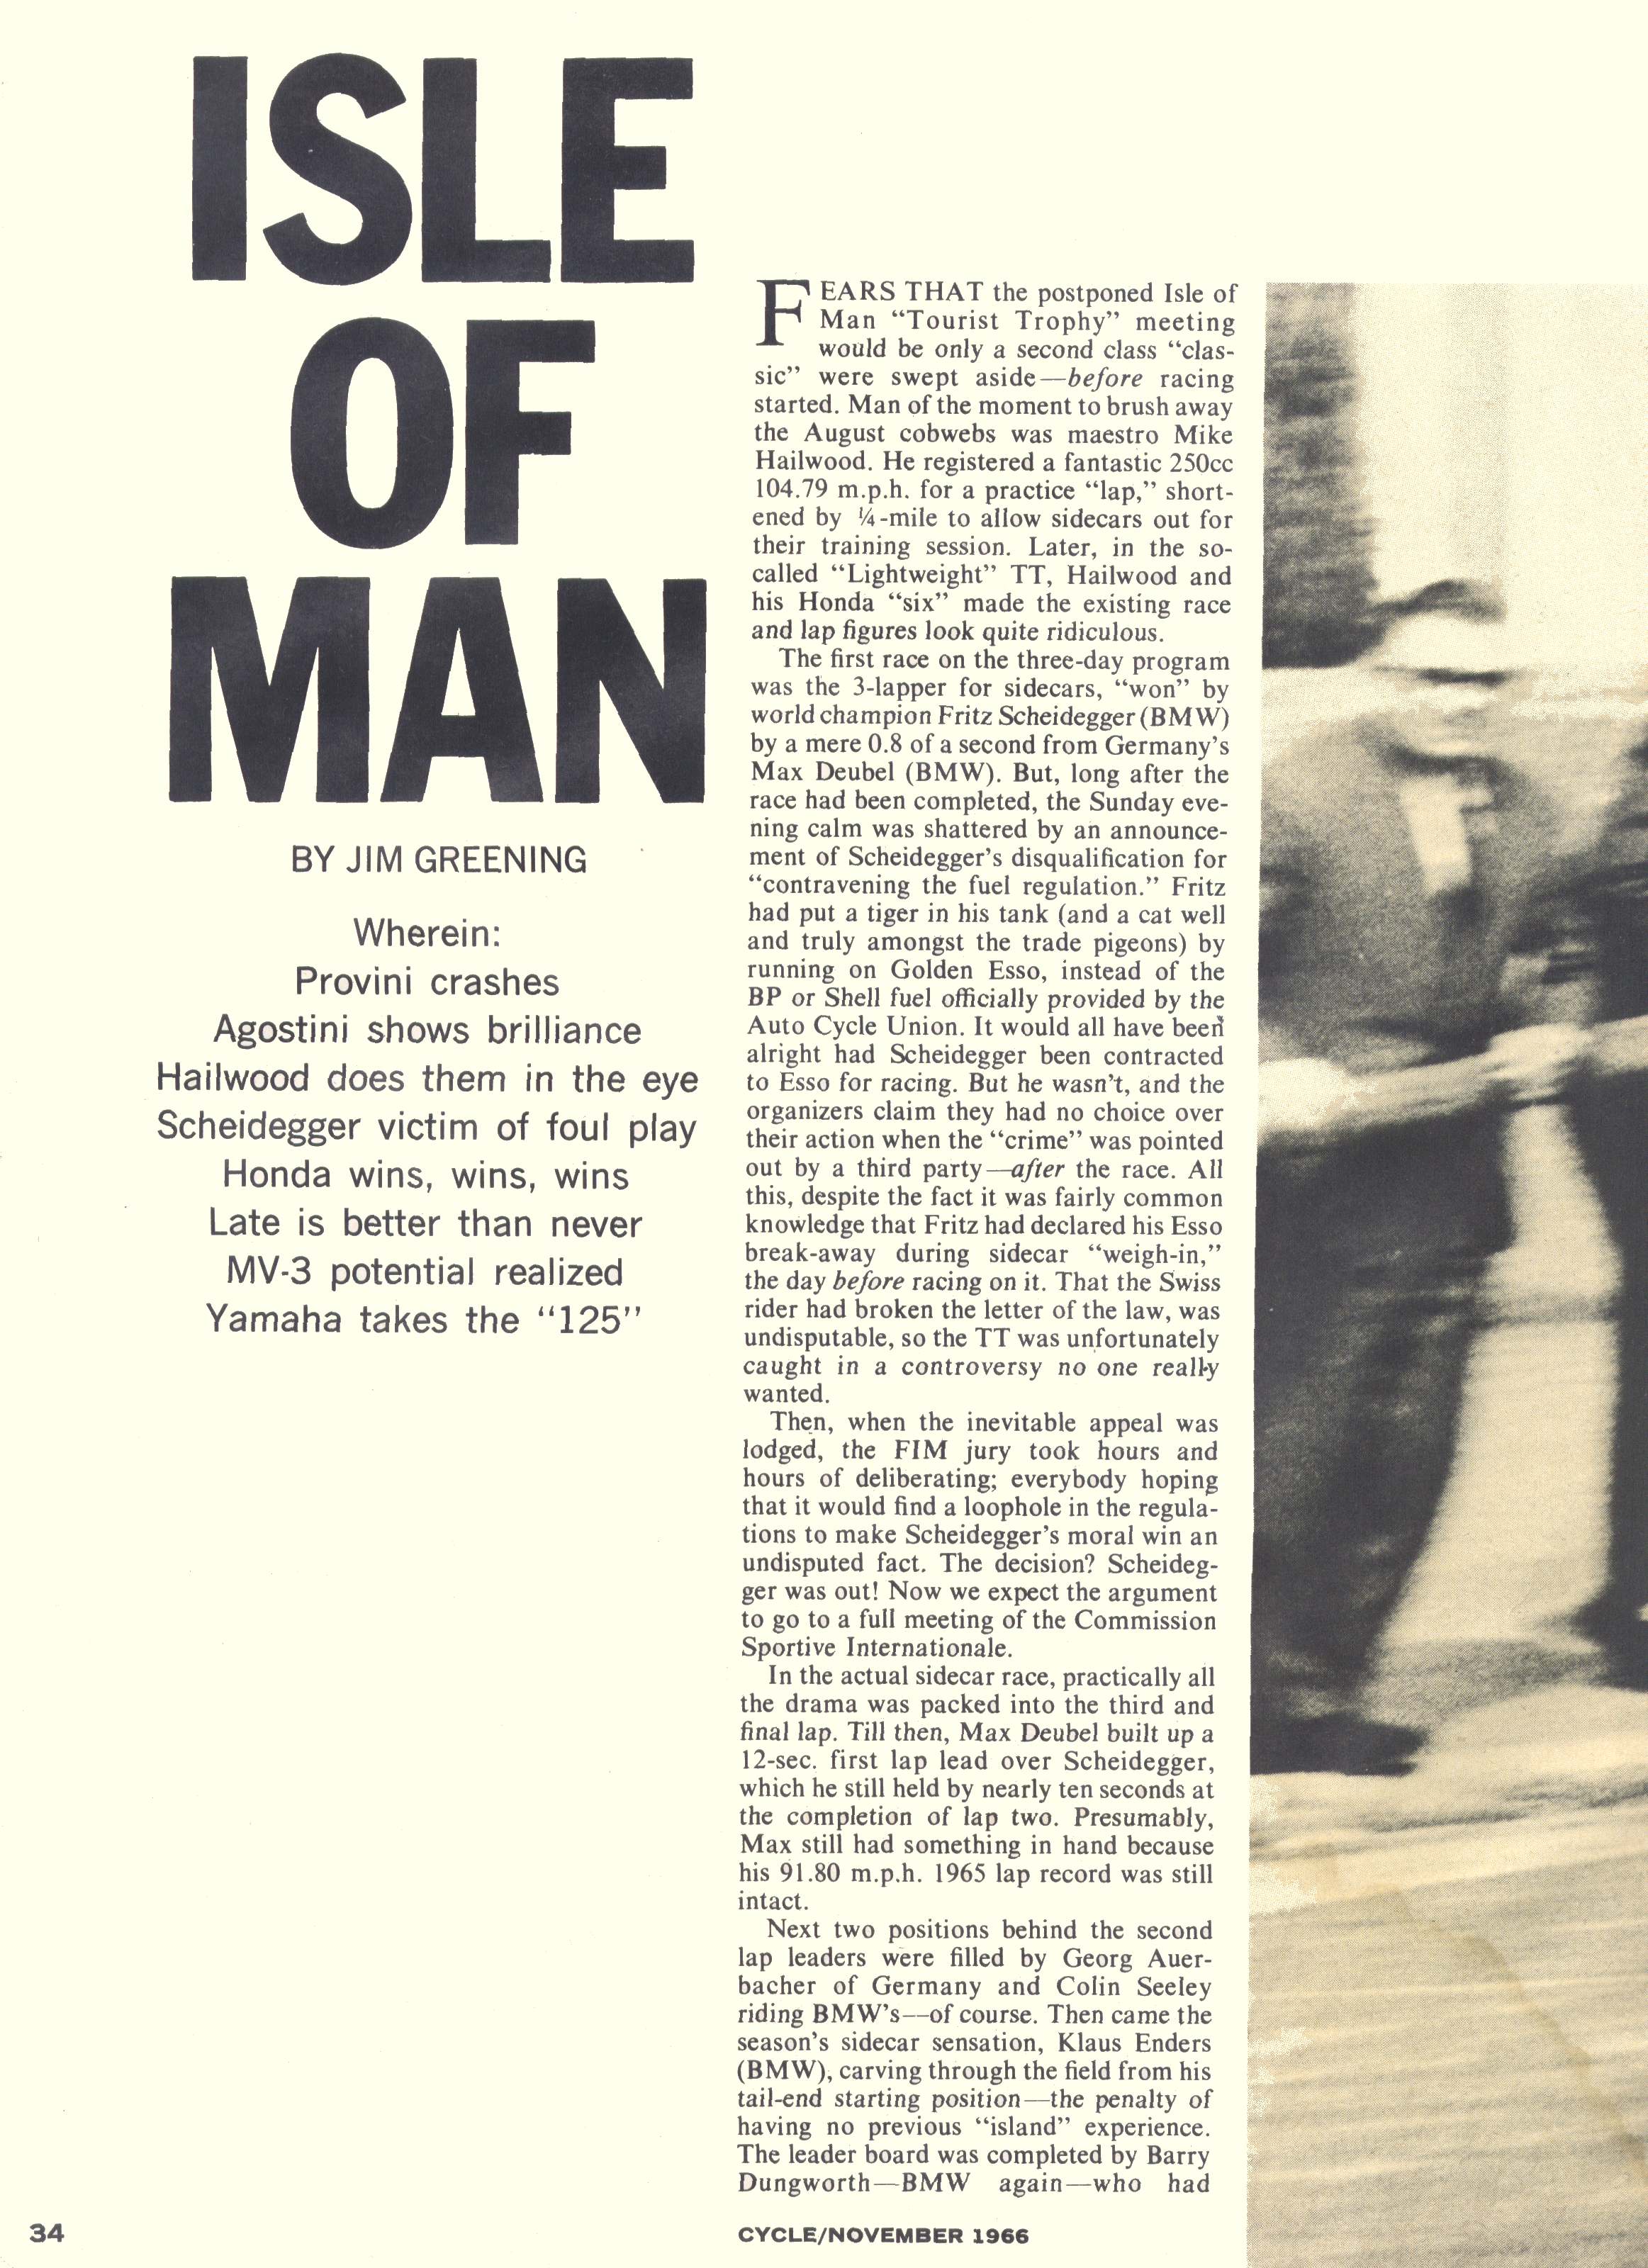 ISLE
OF
MAN
BY JIM GREENING
Wherein:
Provini crashes
Agostini shows brilliance
Hailwood does them in the eye
Scheidegger victim of foul play
Honda wins, wins, wins
Late is better than never
MV-3 potential realized
Yamaha takes the “125”
FEARS THAT the postponed Isle of
Man “Tourist Trophy” meeting
would be only a second class “clas-
sic” were swept aside—before racing
started. Man of the moment to brush away
the August cobwebs was maestro Mike
Hailwood. He registered a fantastic 250cc
104.79 m.p.h. for a practice “lap,” short-
ened by ¼-mile to allow sidecars out for
their training session. Later, in the so-
called “Lightweight” TT, Hailwood and
his Honda “six” made the existing race
and lap figures look quite ridiculous.
The first race on the three-day program
was the 3-lapper for sidecars, “won” by
world champion Fritz Scheidegger (BMW)
by a mere 0.8 of a second from Germany’s
Max Deubel (BMW). But, long after the
race had been completed, the Sunday eve-
ning calm was shattered by an announce-
ment of Scheidegger’s disqualification for
“contravening the fuel regulation.” Fritz
had put a tiger in his tank (and a cat well
and truly amongst the trade pigeons) by
running on Golden Esso, instead of the
BP or Shell fuel officially provided by the
Auto Cycle Union. It would all have been
alright had Scheidegger been contracted
to Esso for racing. But he wasn’t, and the
organizers claim they had no choice over
their action when the “crime” was pointed
out by a third party—after the race. All
this, despite the fact it was fairly common
knowledge that Fritz had declared his Esso
break-away during sidecar “weigh-in,”
the day before racing on it. That the Swiss
rider had broken the letter of the law, was
undisputable, so the TT was unfortunately
caught in a controversy no one really
wanted.
Then, when the inevitable appeal was
lodged, the FIM jury took hours and
hours of deliberating; everybody hoping
that it would find a loophole in the regula-
tions to make Scheidegger’s moral win an
undisputed fact. The decision? Scheideg-
ger was out! Now we expect the argument
to go to a full meeting of the Commission
Sportive Internationale.
In the actual sidecar race, practically all
the drama was packed into the third and
final lap. Till then, Max Deubel built up a
12-sec. first lap lead over Scheidegger,
which he still held by nearly ten seconds at
the completion of lap two. Presumably,
Max still had something in hand because
his 91.80 m.p.h. 1965 lap record was still
intact.
Next two positions behind the second
lap leaders were filled by Georg Auer-
bacher of Germany and Colin Seeley
riding BMW’s—of course. Then came the
season’s sidecar sensation, Klaus Enders
(BMW), carving through the field from his
tail-end starting position—the penalty of
having no previous “island” experience.
The leader board was completed by Barry
Dungworth—BMW again—who had
34
CYCLE/NOVEMBER 1966